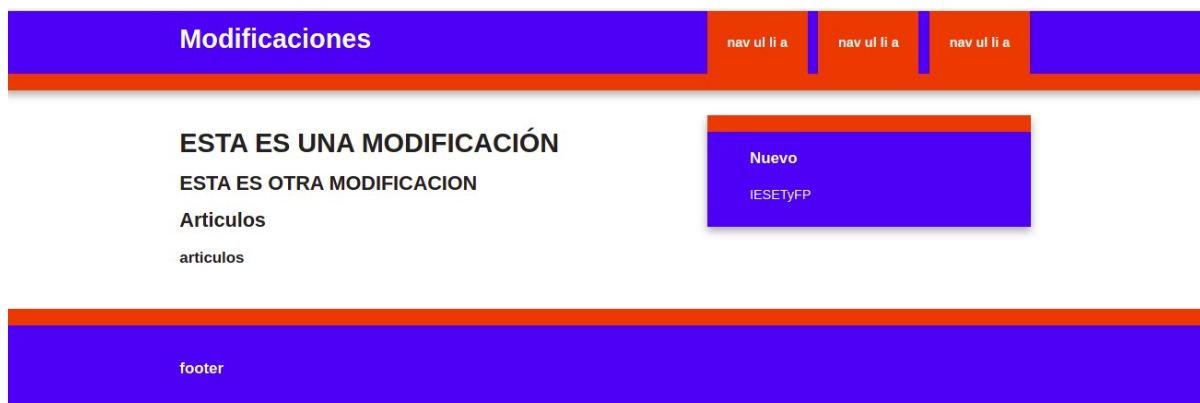 Modificaciones
nav ul li a
nav ul li a
nav ul li a
ESTA ES UNA MODIFICACIÓN
ESTA ES OTRA MODIFICACION
Articulos
articulos
Nuevo
IESETyFP
footer